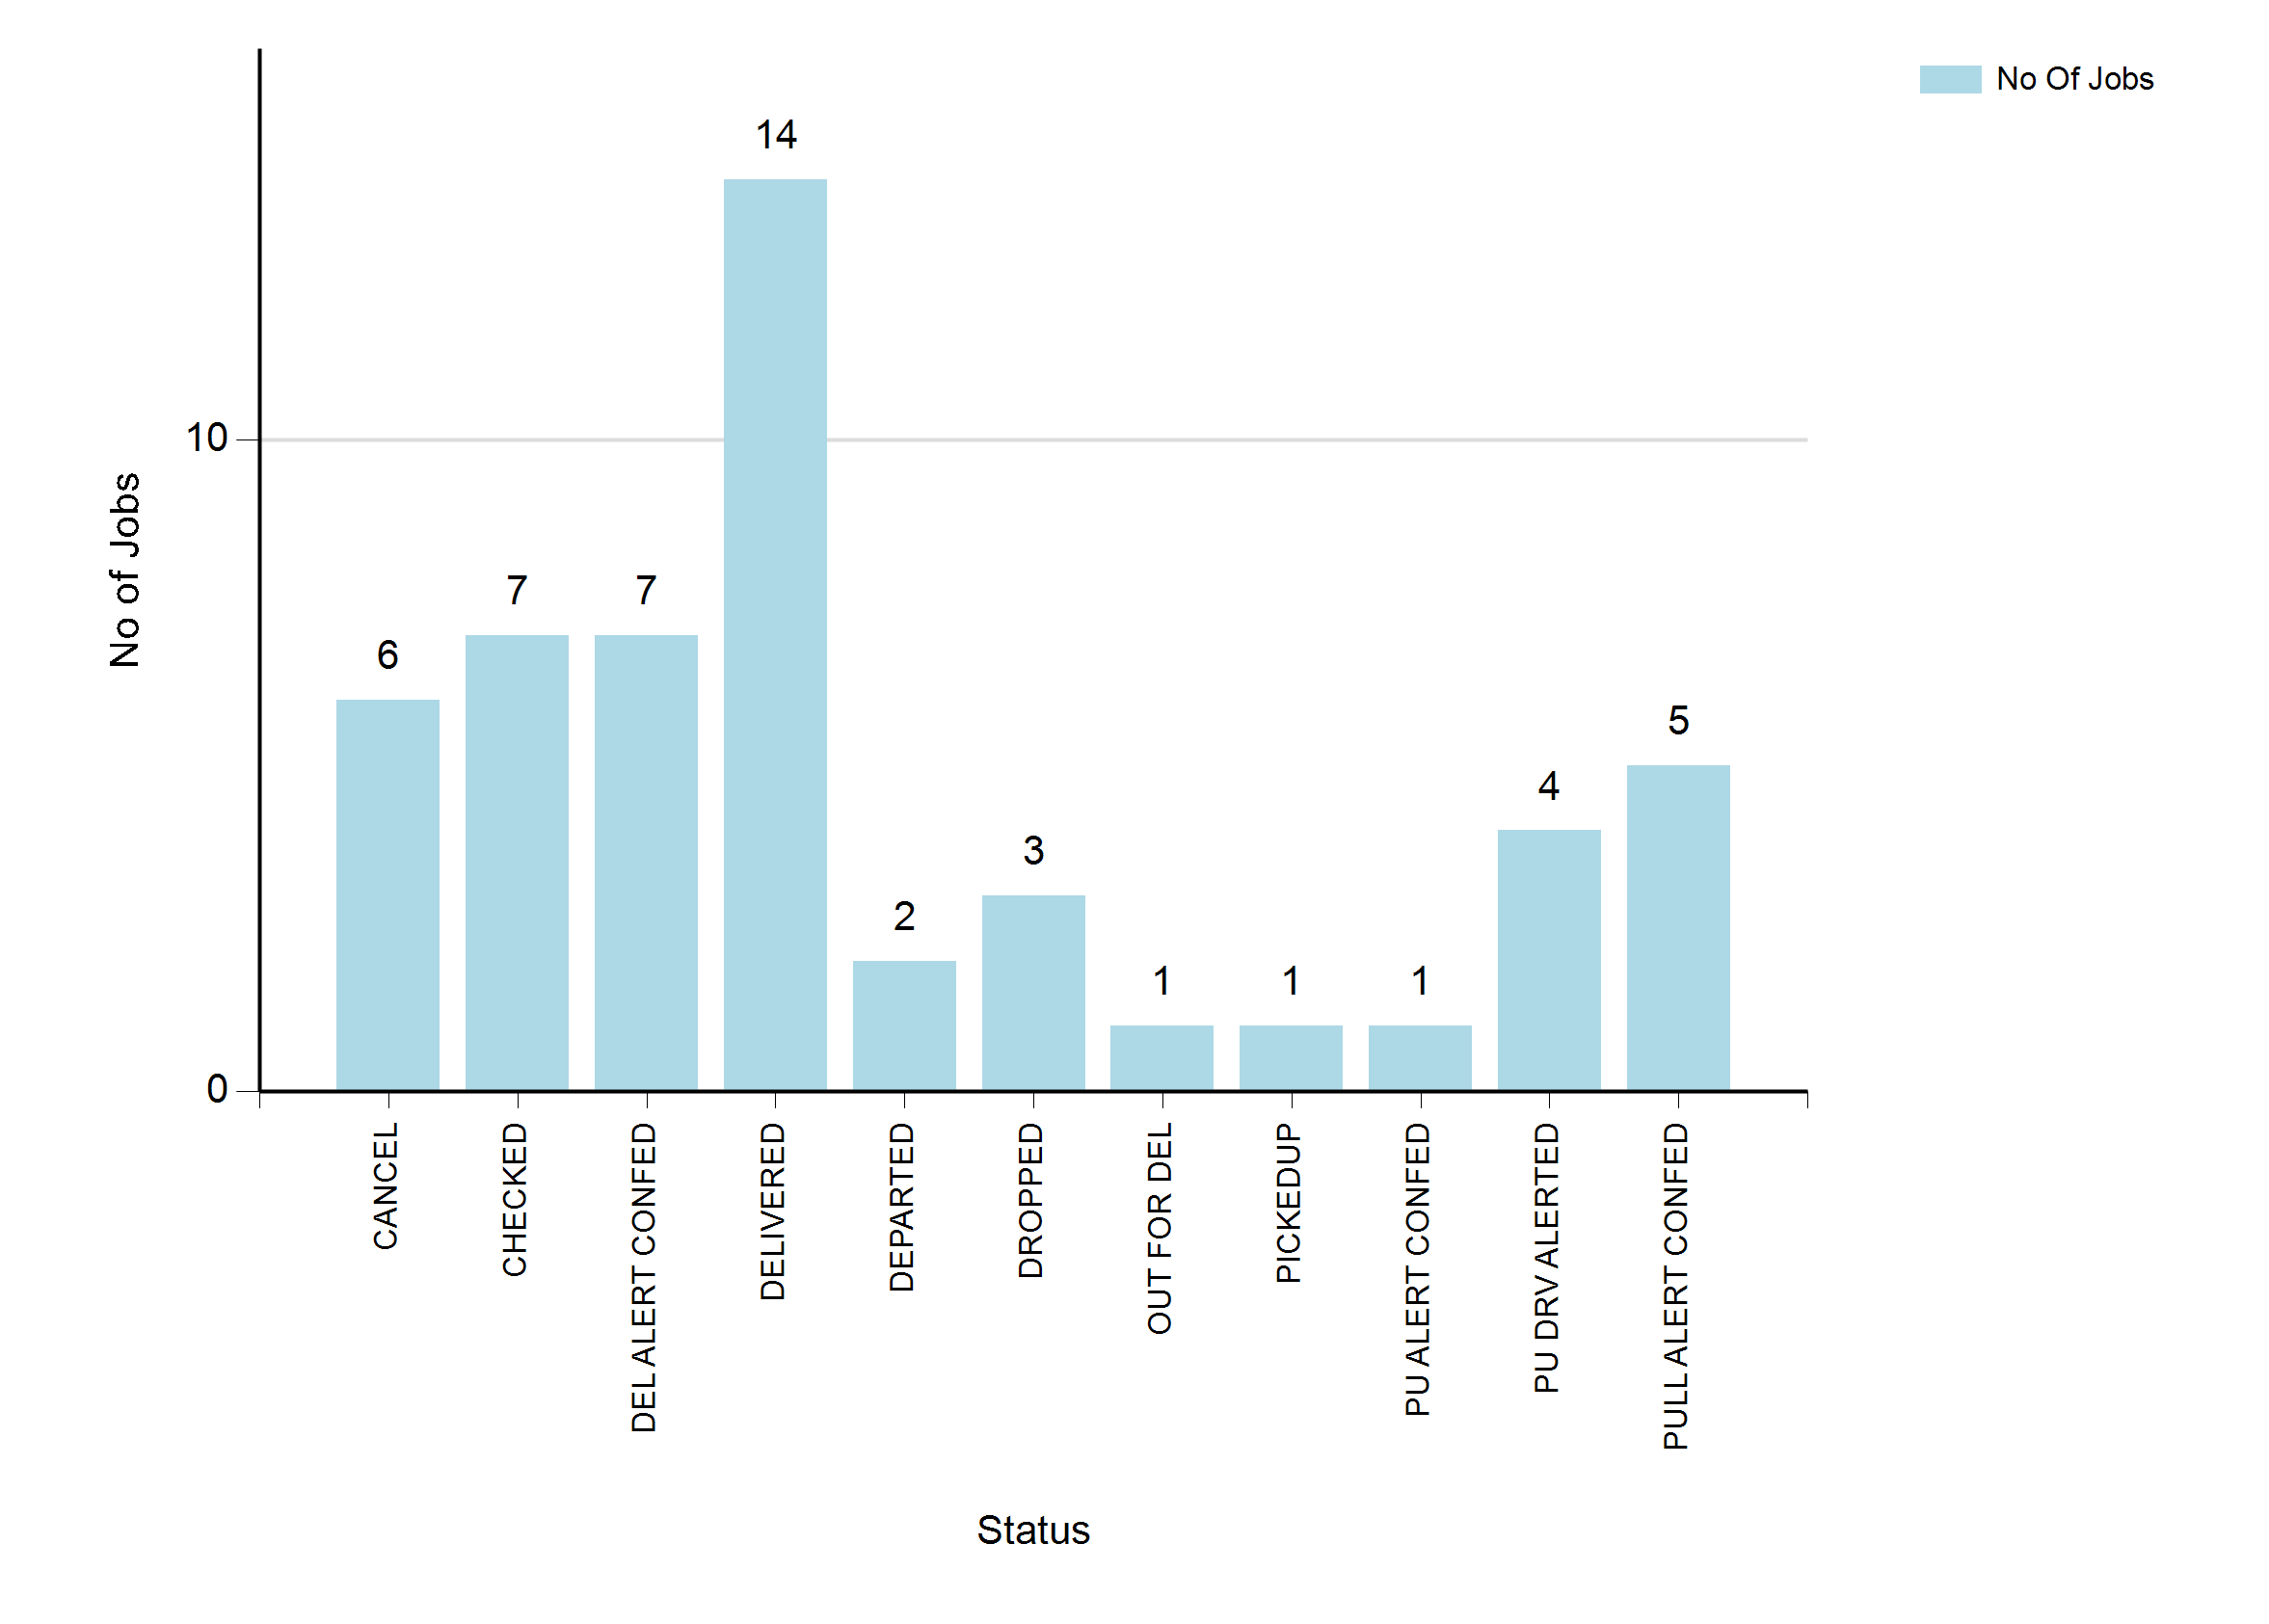 No Of Jobs
14
10
7
7
6
5
4
3
2
1
1
1
0
No of Jobs
CANCEL
CHECKED
DEL ALERT CONFED
DELIVERED
DEPARTED
DROPPED
OUT FOR DEL
PICKEDUP
PU ALERT CONFED
PU DRV ALERTED
PULL ALERT CONFED
Status